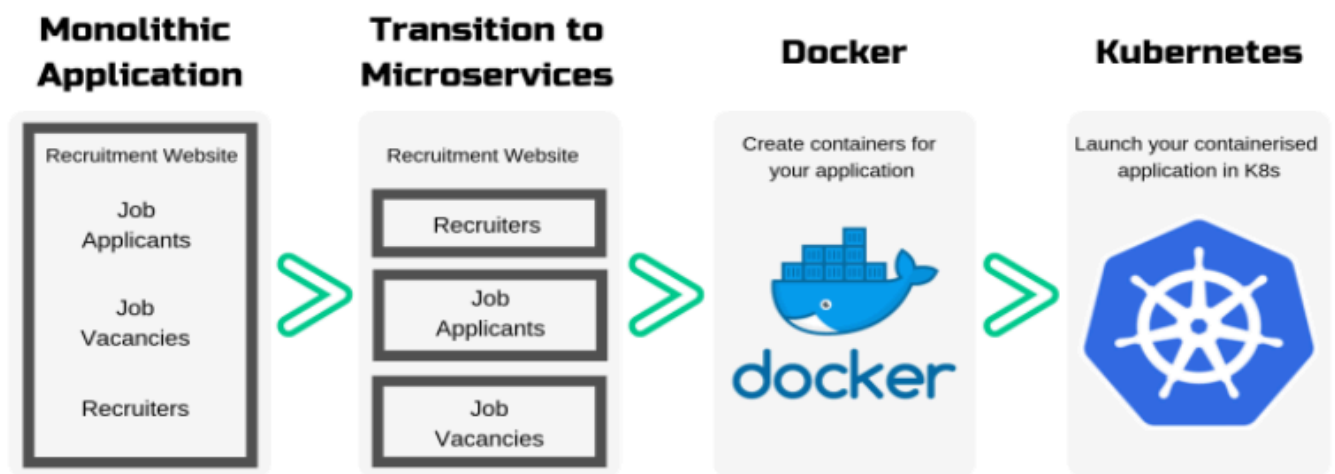 Monolithic
Application
Recruitment Website
Job
Applicants
Job
Vacancies
Recruiters
Transition to
Microservices
Recruitment Website
Recruiters
Job
Applicants
Job
Vacancies
Docker
Create containers for
your application
docker
Kubernetes
Launch your containerised
application in K8s